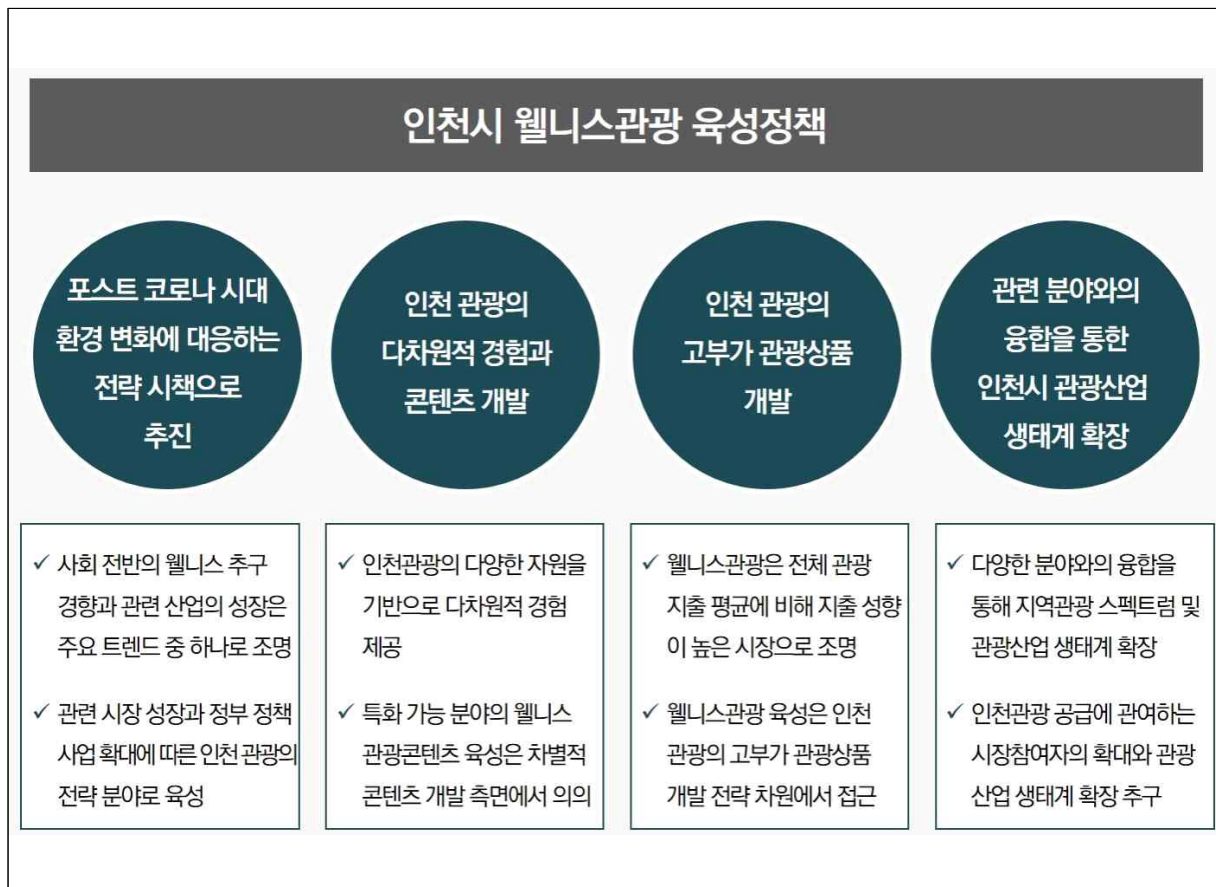 인천시 웰니스관광 육성정책
포스트 코로나 시대
환경 변화에 대응하는
전략 시책으로
추진
인천 관광의
다차원적 경험과
콘텐츠 개발
인천 관광의
고부가 관광상품
개발
관련 분야와의
융합을 통한
인천시 관광산업
생태계 확장
✓ 사회 전반의 웰니스 추구
경향과 관련 산업의 성장은
주요 트렌드 중 하나로 조명
✓ 관련 시장 성장과 정부 정책
사업 확대에 따른 인천 관광의
전략 분야로 육성
✓ 인천관광의 다양한 자원을
기반으로 다차원적 경험
제공
✓ 특화 가능 분야의 웰니스
관광콘텐츠 육성은 차별적
콘텐츠 개발 측면에서 의의
✓ 웰니스관광은 전체 관광
지출 평균에 비해 지출 성향
이 높은 시장으로 조명
✓ 웰니스관광 육성은 인천
관광의 고부가 관광상품
개발 전략 차원에서 접근
✓ 다양한 분야와의 융합을
통해 지역관광 스펙트럼 및
관광산업 생태계 확장
✓ 인천관광 공급에 관여하는
시장참여자의 확대와 관광
산업 생태계 확장 추구